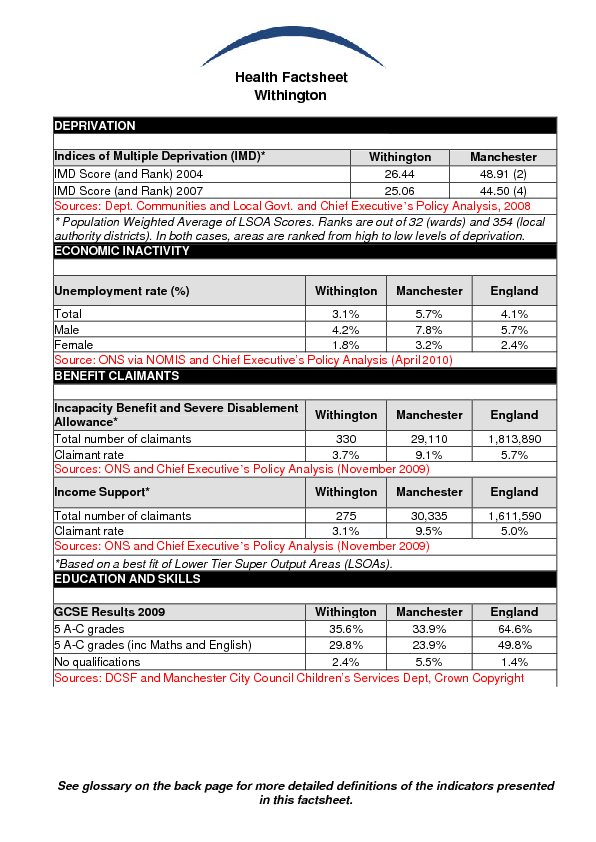 Health Factsheet
Withington
DEPRIVATION
Indices of Multiple Deprivation (IMD)* Withington Manchester
IMD Score (and Rank) 2004 26.44 48.91 (2)
IMD Score (and Rank) 2007 25.06 44.50 (4)
Sources: Dept. Communities and Local Govt. and Chief Executive's Policy Analysis, 2008
* Population Weighted Average of LSOA Scores. Ranks are out of 32 (wards) and 354 (local
authority districts). In both cases, areas are ranked from high to low levels of deprivation.
ECONOMIC INACTIVITY
Unemployment rate (%) Withington Manchester England
Total 3.1% 5.7% 4.1%
Male 4.2% 7.8% 5.7%
Female 1.8% 3.2% 2.4%
Source: ONS via NOMIS and Chief Executive's Policy Analysis (April 2010)
BENEFIT CLAIMANTS
Incapacity Benefit and Severe Disablement
Allowance* Withington Manchester England
Total number of claimants 330 29,110 1,813,890
Claimant rate 3.7% 9.1% 5.7%
Sources: ONS and Chief Executive's Policy Analysis (November 2009)
Income Support* Withington Manchester England
Total number of claimants 275 30,335 1,611,590
Claimant rate 3.1% 9.5% 5.0%
Sources: ONS and Chief Executive's Policy Analysis (November 2009)
*Based on a best fit of Lower Tier Super Output Areas (LSOAs).
EDUCATION AND SKILLS
GCSE Results 2009 Withington Manchester England
5 A-C grades 35.6% 33.9% 64.6%
5 A-C grades (inc Maths and English) 29.8% 23.9% 49.8%
No qualifications 2.4% 5.5% 1.4%
Sources: DCSF and Manchester City Council Children's Services Dept, Crown Copyright
See glossary on the back page for more detailed definitions of the indicators presented
in this factsheet.